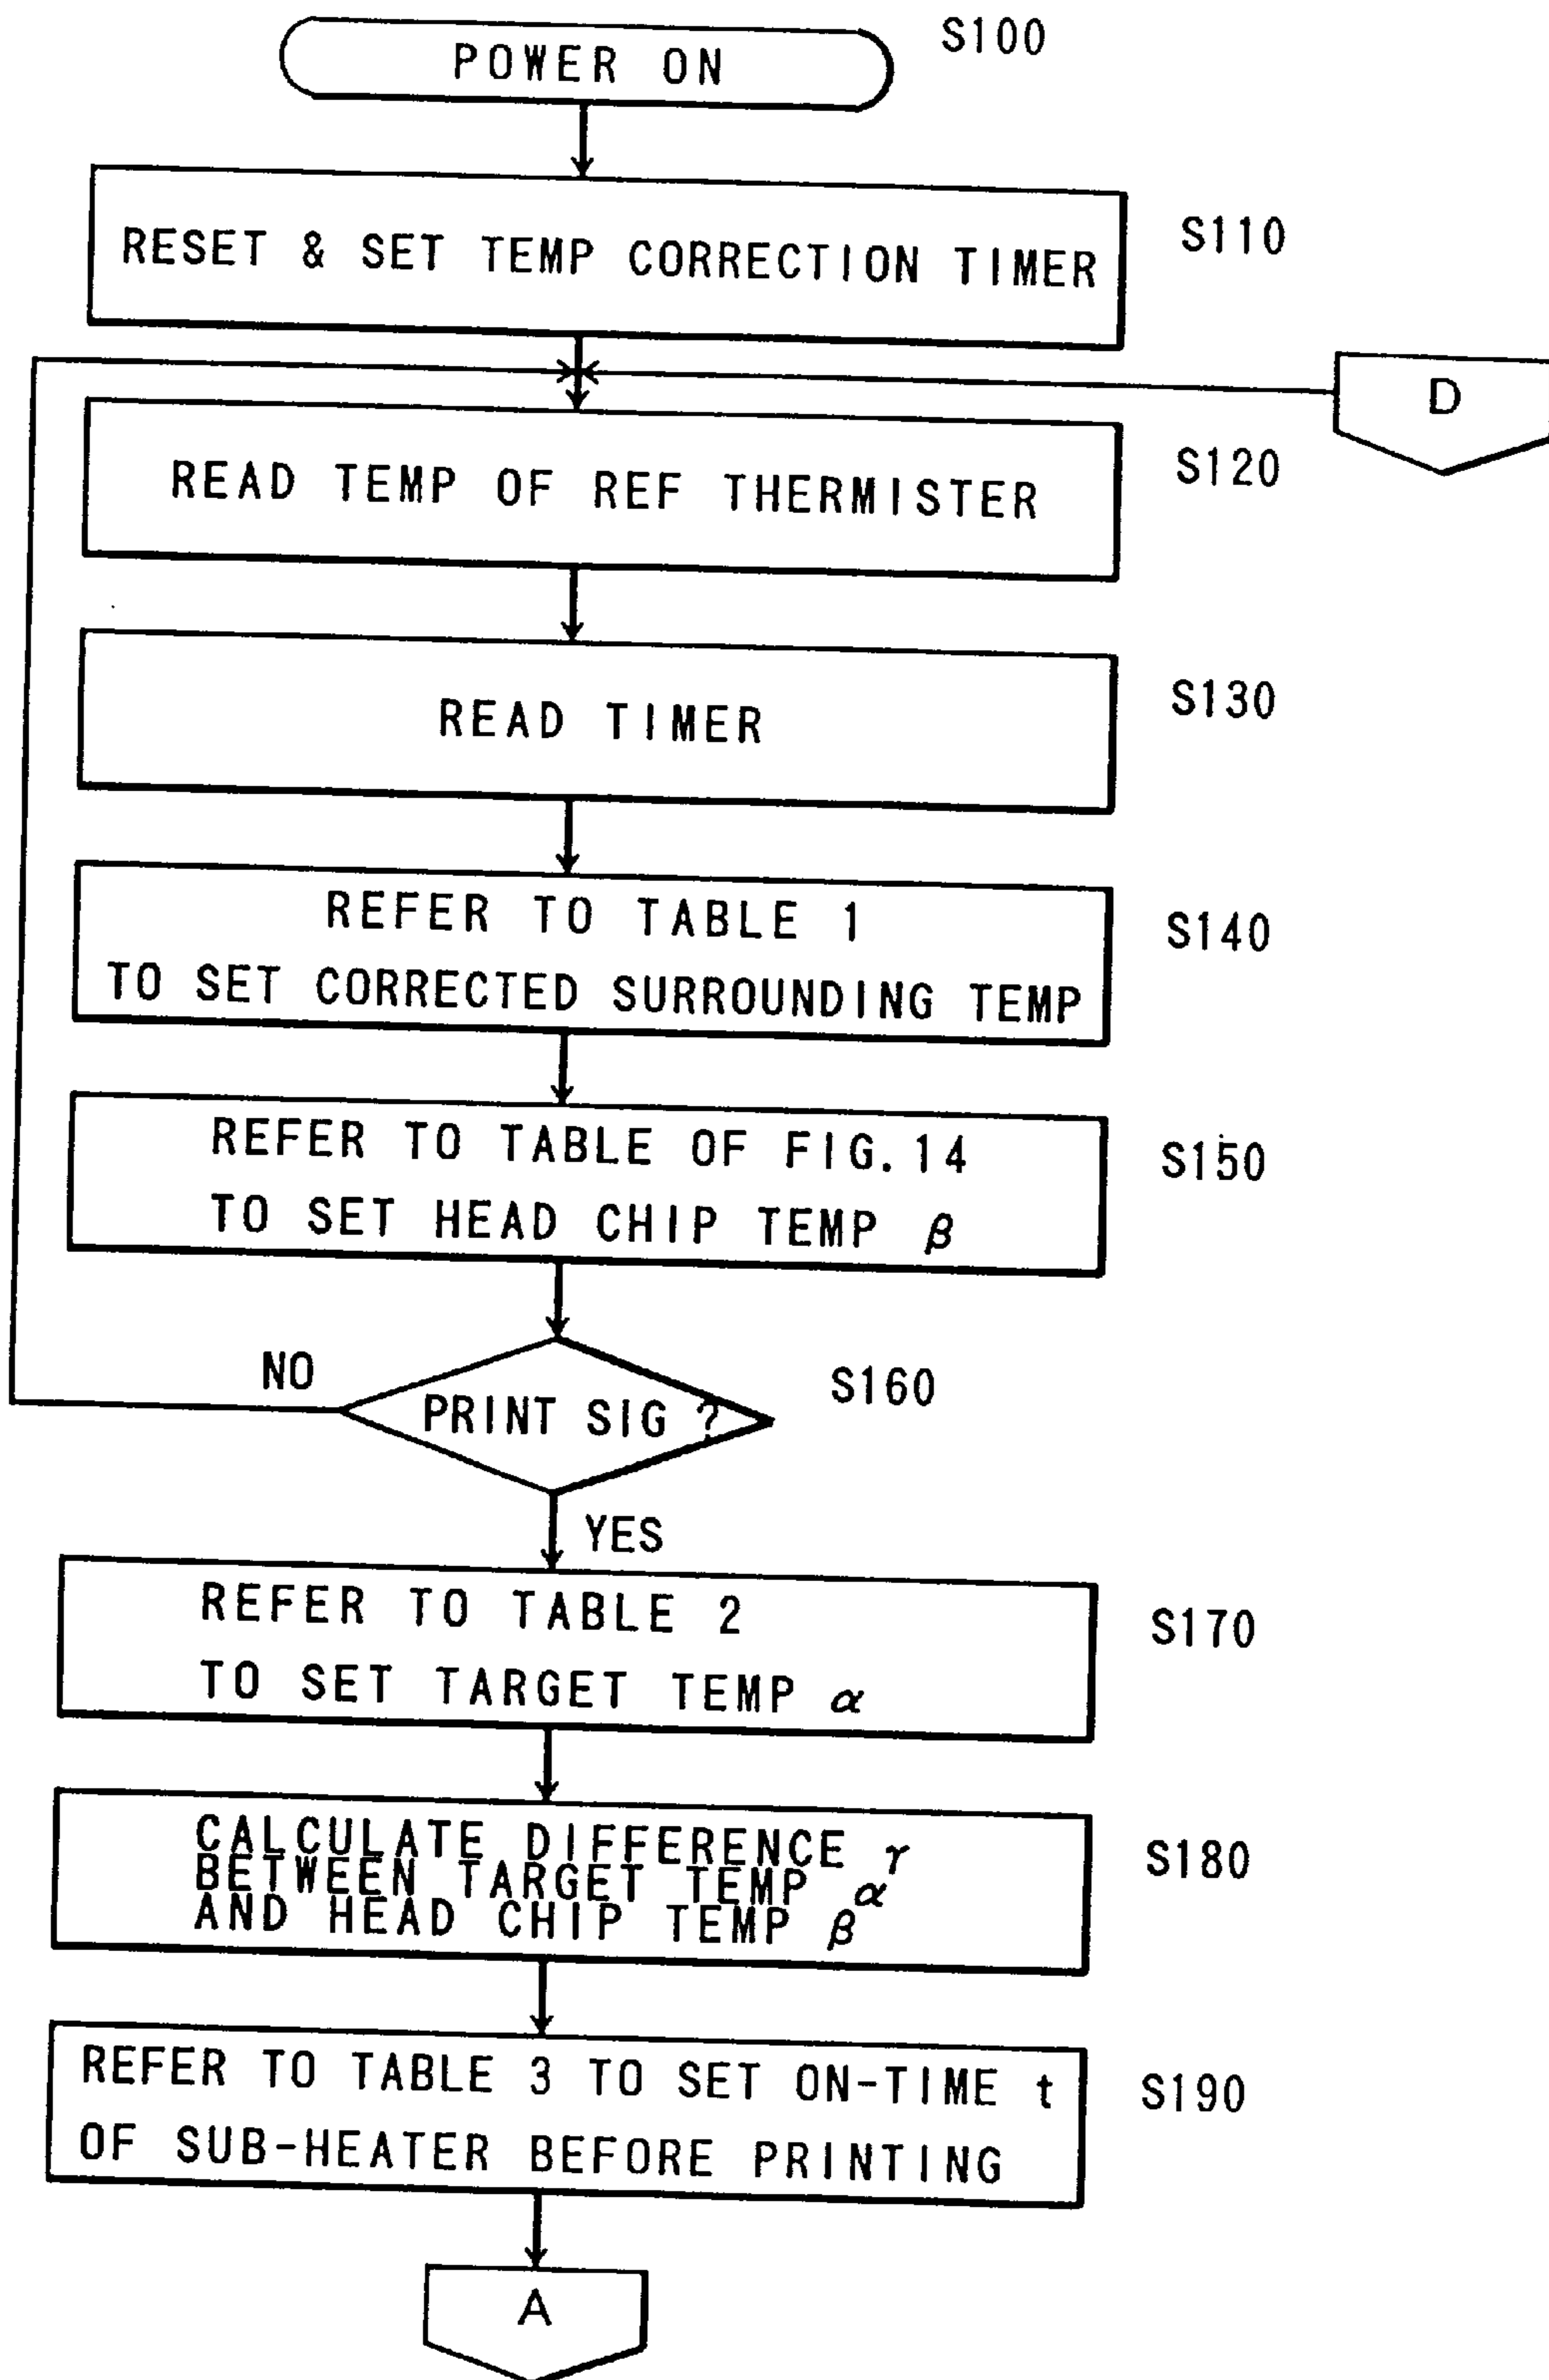 POWER ON
S100
RESET & SET TEMP CORRECTION TIMER
S110
D
READ TEMP OF REF THERMISTER
S120
READ TIMER
S130
REFER TO TABLE 1
TO SET CORRECTED SURROUNDING TEMP
S140
REFER TO TABLE OF FIG.14
TO SET HEAD CHIP TEMP β
S150
NO
PRINT SIG ?
S160
YES
REFER TO TABLE 2
TO SET TARGET TEMP α
S170
CALCULATE DIFFERENCE γ
BETWEEN TARGET TEMP α
AND HEAD CHIP TEMP β
S180
REFER TO TABLE 3 TO SET ON-TIME t
OF SUB-HEATER BEFORE PRINTING
S190
A